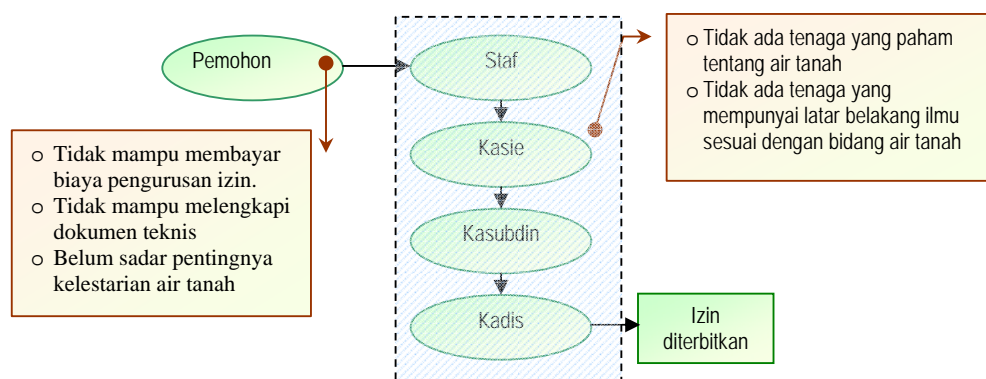 Pemohon
Staf
Kasie
Kasubdin
Kadis
Izin
diterbitkan
o Tidak ada tenaga yang paham
tentang air tanah
o Tidak ada tenaga yang
mempunyai latar belakang ilmu
sesuai dengan bidang air tanah
o Tidak mampu membayar
biaya pengurusan izin.
o Tidak mampu melengkapi
dokumen teknis
o Belum sadar pentingnya
kelestarian air tanah